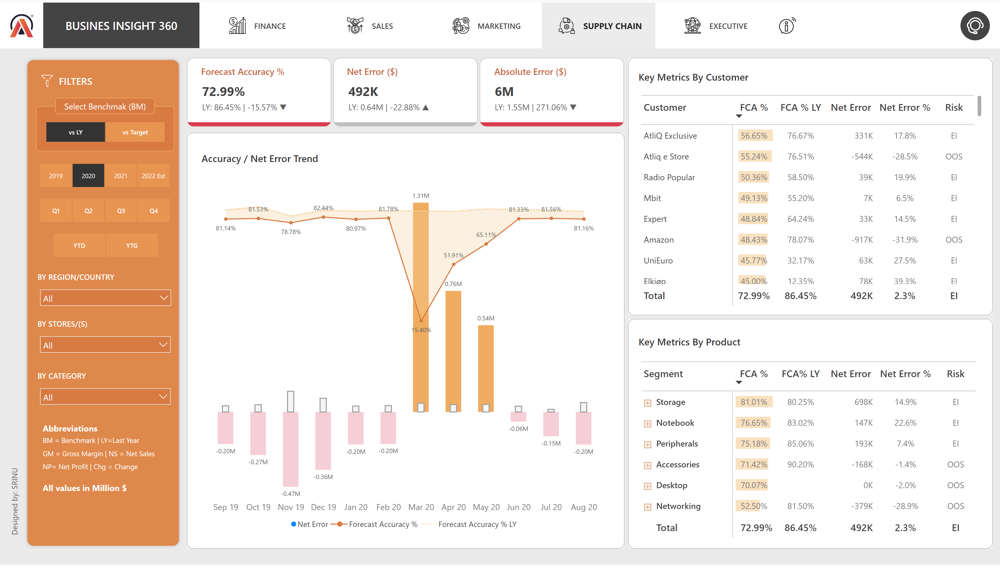 BUSINES INSIGHT 360
FINANCE
SALES
MARKETING
SUPPLY CHAIN
EXECUTIVE
FILTERS
Select Benchmak (BM)
vs LY
vs Target
2019
2020
2021
2022 Est
Q1
Q2
Q3
Q4
YTD
YTG
BY REGION/COUNTRY
All
BY STORES/(S)
All
BY CATEGORY
All
Abbreviations
BM = Benchmark | LY=Last Year
GM = Gross Margin | NS = Net Sales
NP= Net Profit | Chg = Change
All values in Million $
Designed by: SRINU
Forecast Accuracy %
72.99%
LY: 86.45% | -15.57% ▼
Net Error ($)
492K
LY: 0.64M | -22.88% ▲
Absolute Error ($)
6M
LY: 1.55M | 271.06% ▼
Accuracy / Net Error Trend
1.31M
81.53% 82.44% 81.78% 81.33% 81.56%
81.14% 78.78% 80.97% 81.16%
65.11%
51.91%
0.76M
0.54M
15.40%
-0.20M -0.27M -0.47M -0.36M -0.20M -0.20M -0.06M -0.15M -0.20M
Sep 19 Oct 19 Nov 19 Dec 19 Jan 20 Feb 20 Mar 20 Apr 20 May 20 Jun 20 Jul 20 Aug 20
Net Error Forecast Accuracy % Forecast Accuracy % LY
Key Metrics By Customer
Customer FCA % FCA % LY Net Error Net Error % Risk
AtliQ Exclusive 56.65% 76.67% 331K 17.8% EI
Atliq e Store 55.24% 76.51% -544K -28.5% OOS
Radio Popular 50.36% 58.50% 39K 19.9% EI
Mbit 49.13% 55.20% 7K 6.5% EI
Expert 48.84% 64.24% 33K 14.5% EI
Amazon 48.43% 78.07% -917K -31.9% OOS
UniEuro 45.77% 32.17% 63K 27.5% EI
Elkjøp 45.00% 12.35% 78K 39.3% EI
Total 72.99% 86.45% 492K 2.3% EI
Key Metrics By Product
Segment FCA % FCA% LY Net Error Net Error % Risk
Storage 81.01% 80.25% 698K 14.9% EI
Notebook 76.65% 83.02% 147K 22.6% EI
Peripherals 75.18% 85.06% 193K 7.4% EI
Accessories 71.42% 90.20% -168K -1.4% OOS
Desktop 70.07% 0K -2.0% OOS
Networking 52.50% 81.50% -379K -28.9% OOS
Total 72.99% 86.45% 492K 2.3% EI